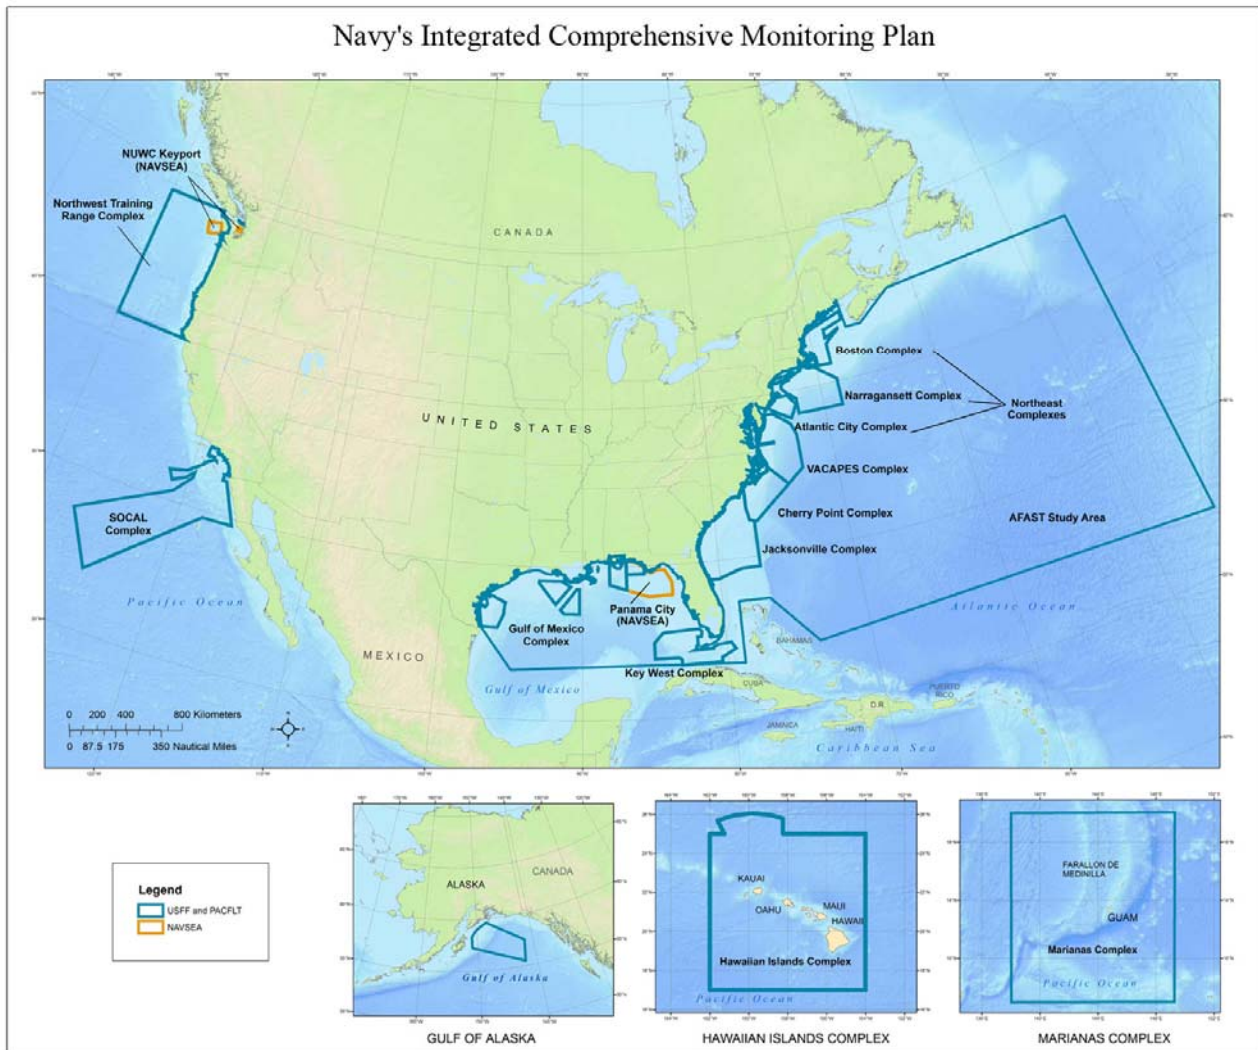 Navy's Integrated Comprehensive Monitoring Plan
NUWC Keyport
(NAVSEA)
Northwest Training
Range Complex
CANADA
Boston Complex
Narragansett Complex
Northeast
Complexes
Atlantic City Complex
UNITED STATES
VACAPES Complex
SOCAL
Complex
Cherry Point Complex
AFAST Study Area
Jacksonville Complex
Pacific Ocean
Atlantic Ocean
Panama City
(NAVSEA)
Gulf of Mexico
Complex
BAHAMAS
MEXICO
Key West Complex
Gulf of Mexico
CUBA
PUERTO
RICO
D.R.
JAMAICA
HAITI
Caribbean Sea
0 200 400 800 Kilometers
0 87.5 175 350 Nautical Miles
Legend
USFF and PACFLT
NAVSEA
ALASKA
CANADA
Gulf of Alaska
GULF OF ALASKA
KAUAI
OAHU
MAUI
HAWAII
Hawaiian Islands Complex
Pacific Ocean
HAWAIIAN ISLANDS COMPLEX
FARALLON DE
MEDINILLA
GUAM
Marianas Complex
Pacific Ocean
MARIANAS COMPLEX